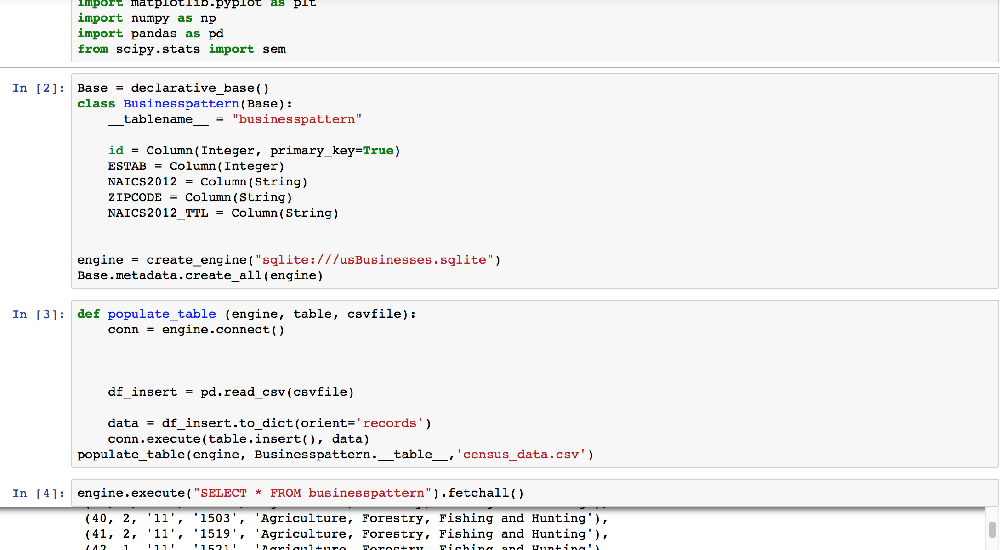 import matplotlib.pyplot as plt
import numpy as np
import pandas as pd
from scipy.stats import sem
In [2]:
Base = declarative_base()
class Businesspattern(Base):
    __tablename__ = "businesspattern"
    id = Column(Integer, primary_key=True)
    ESTAB = Column(Integer)
    NAICS2012 = Column(String)
    ZIPCODE = Column(String)
    NAICS2012_TTL = Column(String)
engine = create_engine("sqlite:///usBusinesses.sqlite")
Base.metadata.create_all(engine)
In [3]:
def populate_table (engine, table, csvfile):
    conn = engine.connect()
    df_insert = pd.read_csv(csvfile)
    data = df_insert.to_dict(orient='records')
    conn.execute(table.insert(), data)
populate_table(engine, Businesspattern.__table__,'census_data.csv')
In [4]:
engine.execute("SELECT * FROM businesspattern").fetchall()
(40, 2, '11', '1503', 'Agriculture, Forestry, Fishing and Hunting'),
(41, 2, '11', '1519', 'Agriculture, Forestry, Fishing and Hunting'),
(42, 1, '11', '1521', 'Agriculture, Forestry, Fishing and Hunting'),